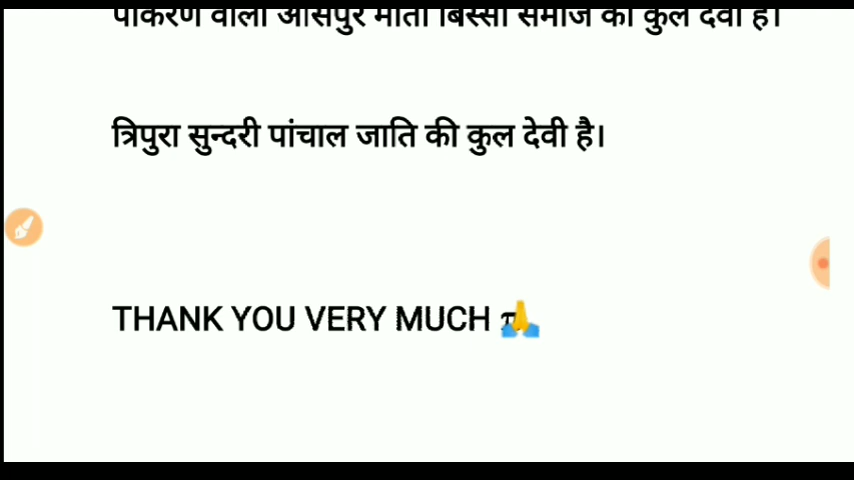 पोकरण वाली आसपुर माता बिस्सा समाज की कुल देवी है।
त्रिपुरा सुन्दरी पांचाल जाति की कुल देवी है।
THANK YOU VERY MUCH 🙏